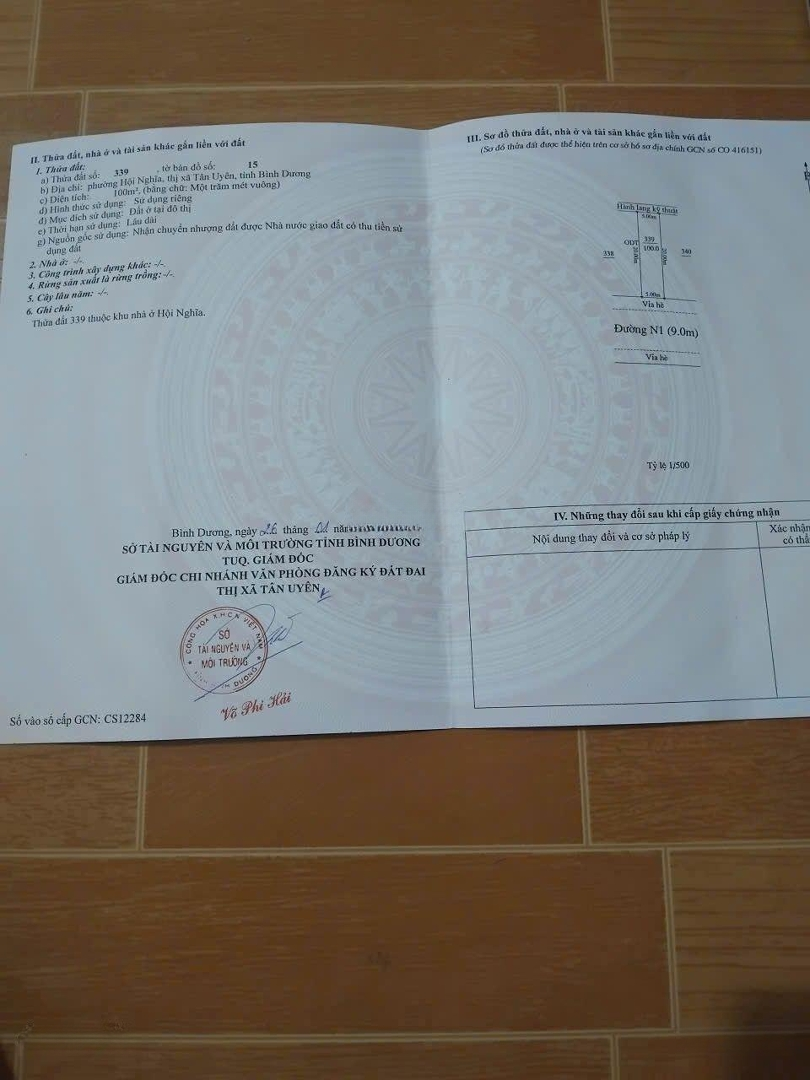 II. Thửa đất, nhà ở và tài sản khác gắn liền với đất
1. Thửa đất:
a) Thửa đất số: 339 , tờ bản đồ số: 15
b) Địa chỉ: phường Hội Nghĩa, thị xã Tân Uyên, tỉnh Bình Dương
c) Diện tích: 100m², (bằng chữ: Một trăm mét vuông)
d) Hình thức sử dụng: Sử dụng riêng
đ) Mục đích sử dụng: Đất ở tại đô thị
e) Thời hạn sử dụng: Lâu dài
g) Nguồn gốc sử dụng: Nhận chuyển nhượng đất được Nhà nước giao đất có thu tiền sử
dụng đất
2. Nhà ở: -/-.
3. Công trình xây dựng khác: -/-.
4. Rừng sản xuất là rừng trồng: -/-.
5. Cây lâu năm: -/-.
6. Ghi chú:
Thửa đất 339 thuộc khu nhà ở Hội Nghĩa.
Bình Dương, ngày 26 tháng
SỞ TÀI NGUYÊN VÀ MÔI TRƯỜNG TỈNH BÌNH DƯƠNG
TUQ. GIÁM ĐỐC
GIÁM ĐỐC CHI NHÁNH VĂN PHÒNG ĐĂNG KÝ ĐẤT ĐAI
THỊ XÃ TÂN UYÊN
CỘNG HÒA X.H.C.N VIỆT NAM
SỞ
TÀI NGUYÊN VÀ
MÔI TRƯỜNG
Võ Phi Hải
Số vào sổ cấp GCN: CS12284
III. Sơ đồ thửa đất, nhà ở và tài sản khác gắn liền với đất
(Sơ đồ thửa đất được thể hiện trên cơ sở hồ sơ địa chính GCN số CO 416151)
Hành lang kỹ thuật
5.00m
ODT 339
100.0
20.00m
20.00m
338
340
5.00m
Vỉa hè
Đường N1 (9.0m)
Vỉa hè
Tỷ lệ 1/500
IV. Những thay đổi sau khi cấp giấy chứng nhận
Nội dung thay đổi và cơ sở pháp lý
Xác nhận
có thẩ